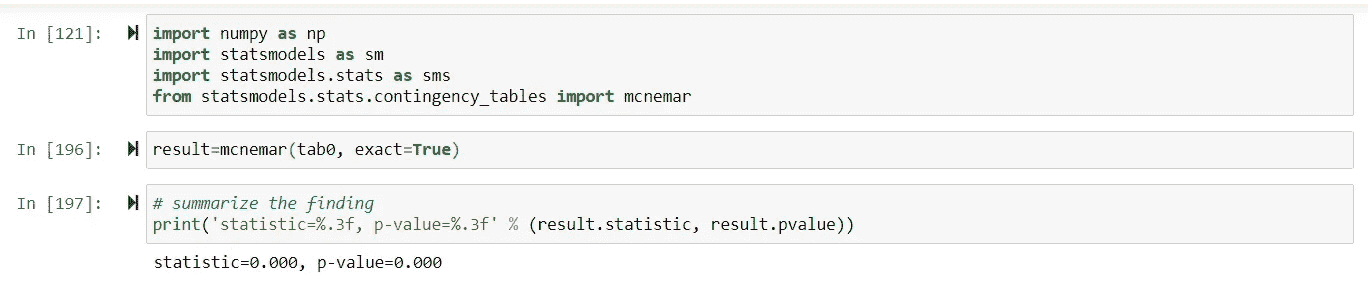 In [121]: import numpy as np
import statsmodels as sm
import statsmodels.stats as sms
from statsmodels.stats.contingency_tables import mcnemar
In [196]: result=mcnemar(tab0, exact=True)
In [197]: # summarize the finding
print('statistic=%.3f, p-value=%.3f' % (result.statistic, result.pvalue))
statistic=0.000, p-value=0.000